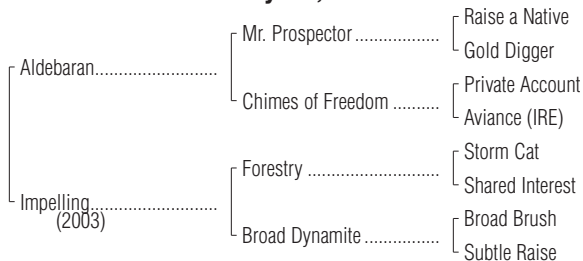 Raise a Native
Mr. Prospector..................
Gold Digger
Aldebaran..........................
Private Account
Chimes of Freedom ..........
Aviance (IRE)
Storm Cat
Forestry ............................
Impelling...........................
(2003)
Shared Interest
Broad Brush
Broad Dynamite................
Subtle Raise